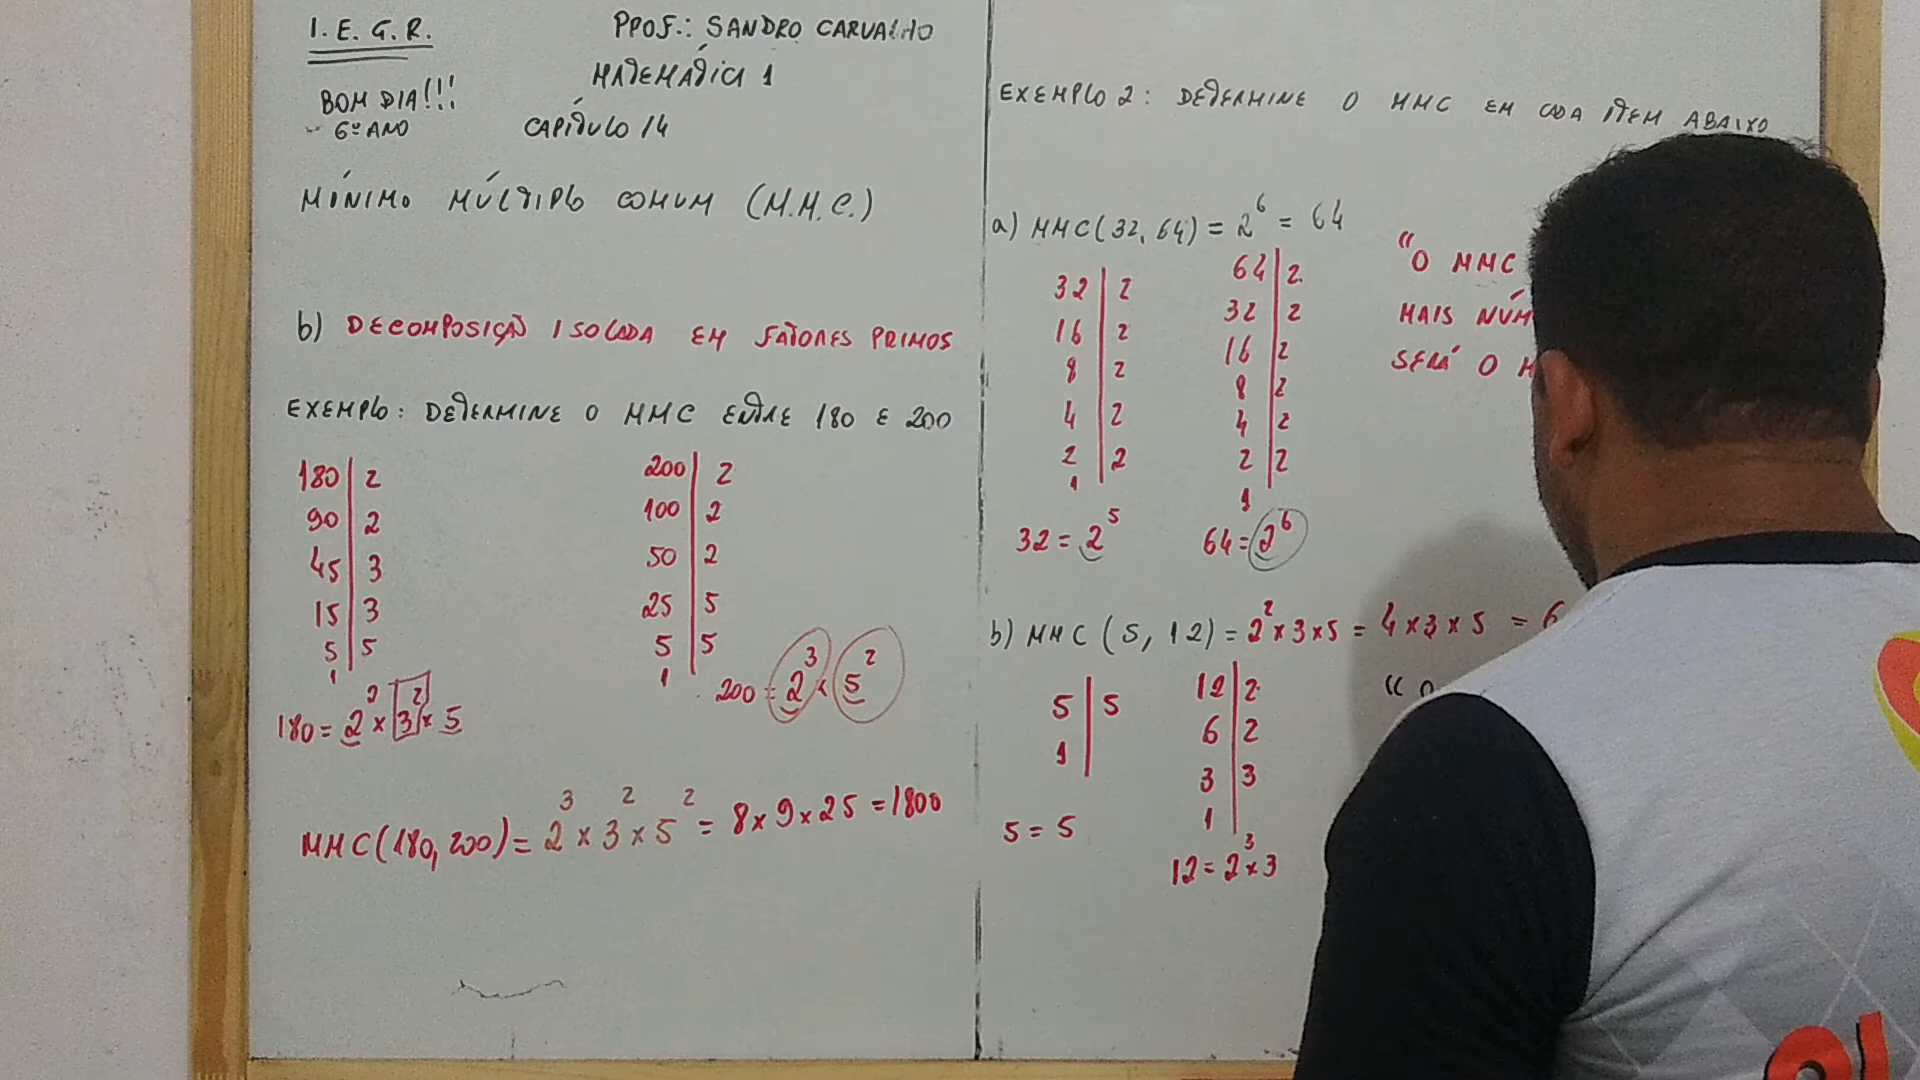 I. E. G. R.
PROF.: SANDRO CARVALHO
MATEMÁTICA 1
BOM DIA!!!
6º ANO
CAPÍTULO 14
MÍNIMO MÚLTIPLO COMUM (M.M.C.)
b) DECOMPOSIÇÃO ISOLADA EM FATORES PRIMOS
EXEMPLO: DETERMINE O MMC ENTRE 180 E 200
180 | 2
90 | 2
45 | 3
15 | 3
5 | 5
1
180 = 2² × 3² × 5
200 | 2
100 | 2
50 | 2
25 | 5
5 | 5
1
200 = 2³ × 5²
MMC(180, 200) = 2³ × 3² × 5² = 8 × 9 × 25 = 1800
EXEMPLO 2: DETERMINE O MMC EM CADA ITEM ABAIXO
a) MMC(32, 64) = 2⁶ = 64
32 | 2
16 | 2
8 | 2
4 | 2
2 | 2
1
32 = 2⁵
64 | 2
32 | 2
16 | 2
8 | 2
4 | 2
2 | 2
1
64 = 2⁶
"O MMC
MAIS NÚM
SERÁ O
b) MMC (5, 12) = 2² × 3 × 5 = 4 × 3 × 5 = 6
5 | 5
1
5 = 5
12 | 2
6 | 2
3 | 3
1
12 = 2³ × 3
"O